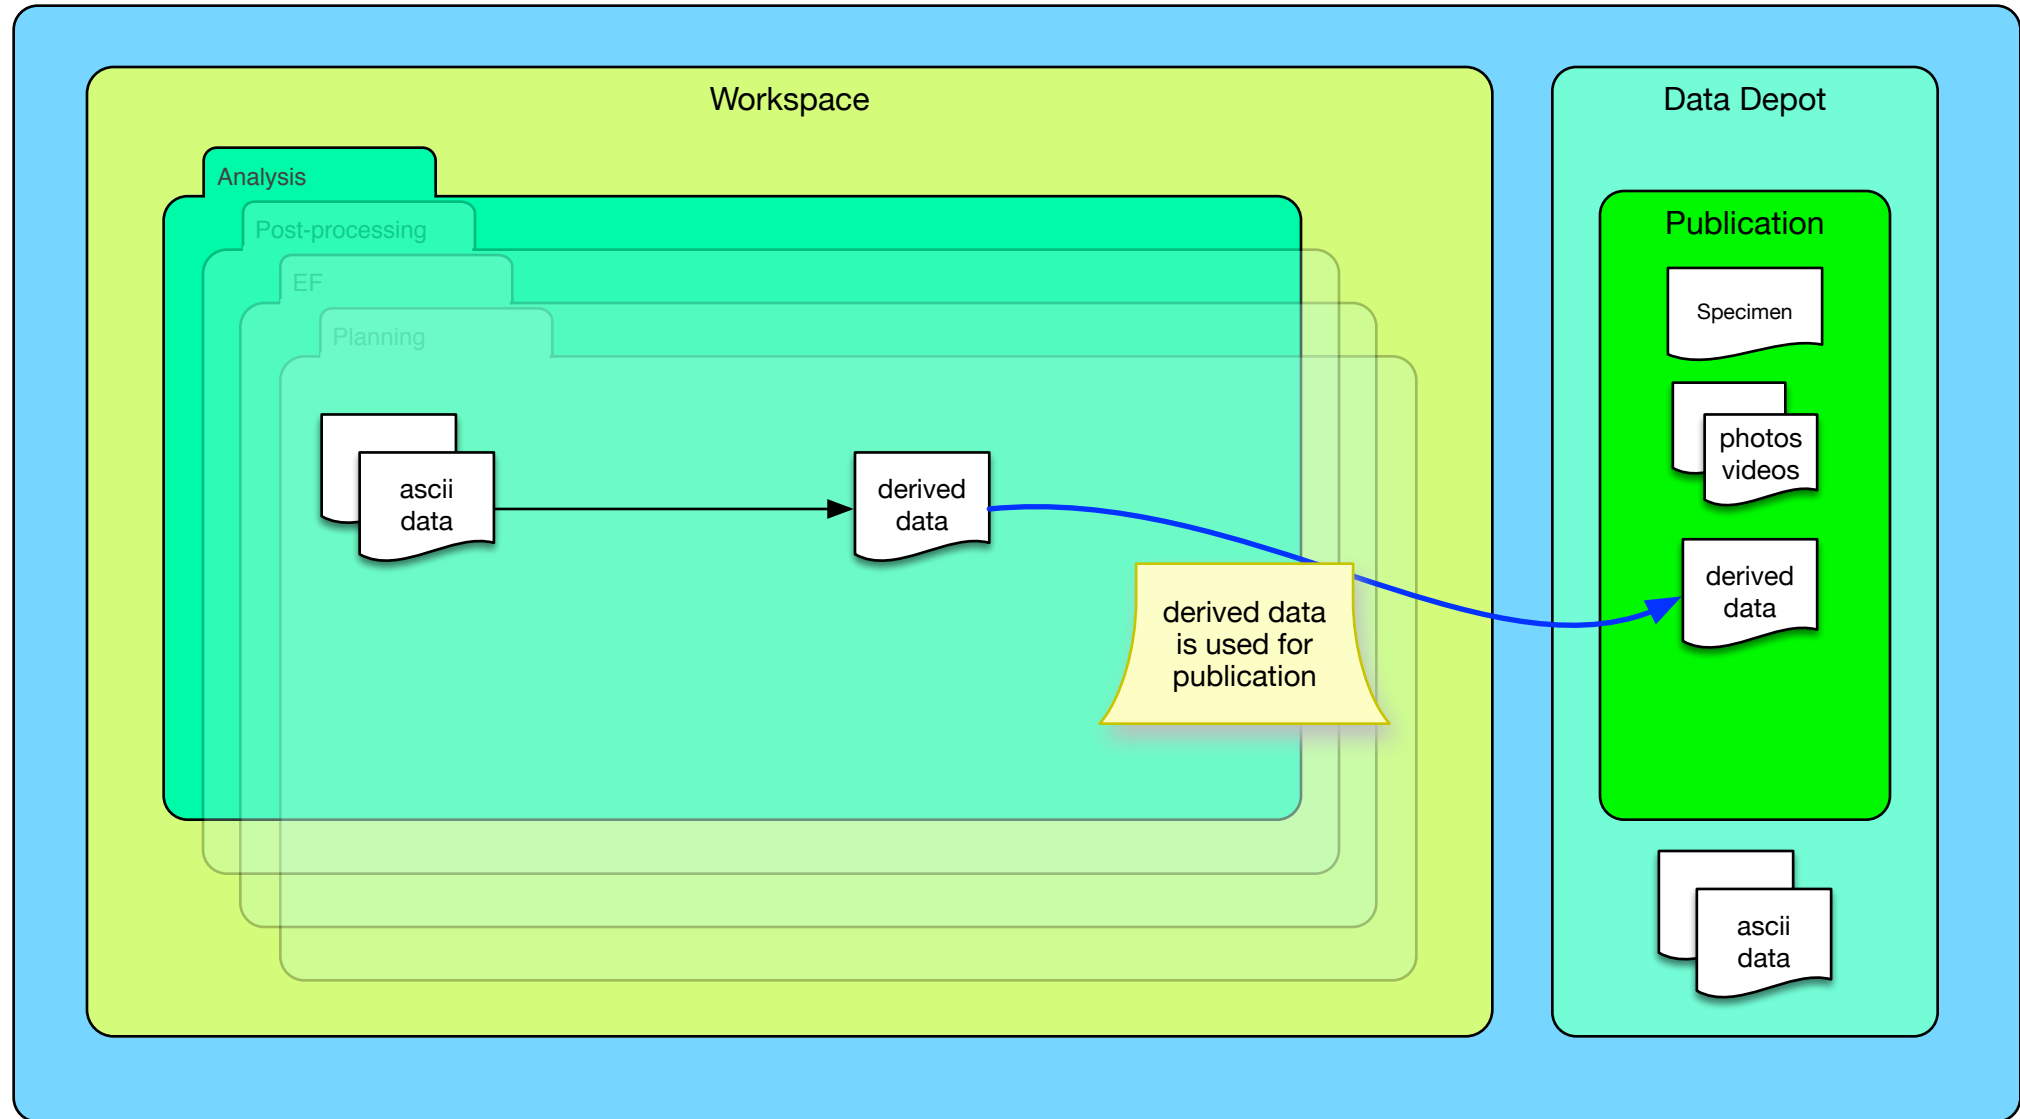 Workspace
Data Depot
Analysis
Post-processing
EF
Planning
ascii
data
derived
data
derived data
is used for
publication
Publication
Specimen
photos
videos
derived
data
ascii
data